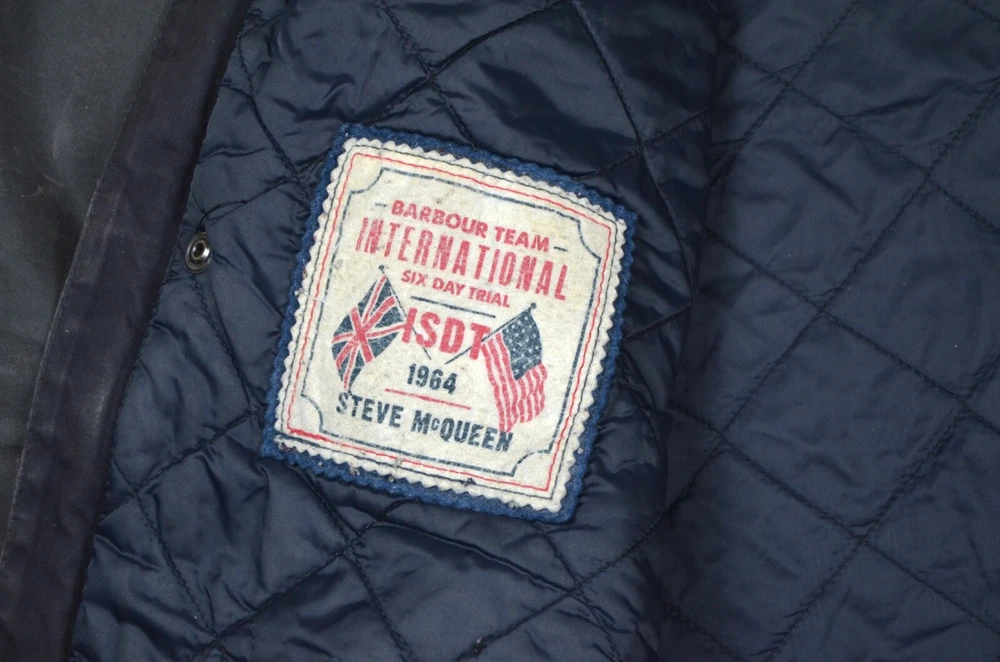 BARBOUR TEAM
INTERNATIONAL
SIX DAY TRIAL
ISDT
1964
STEVE McQUEEN